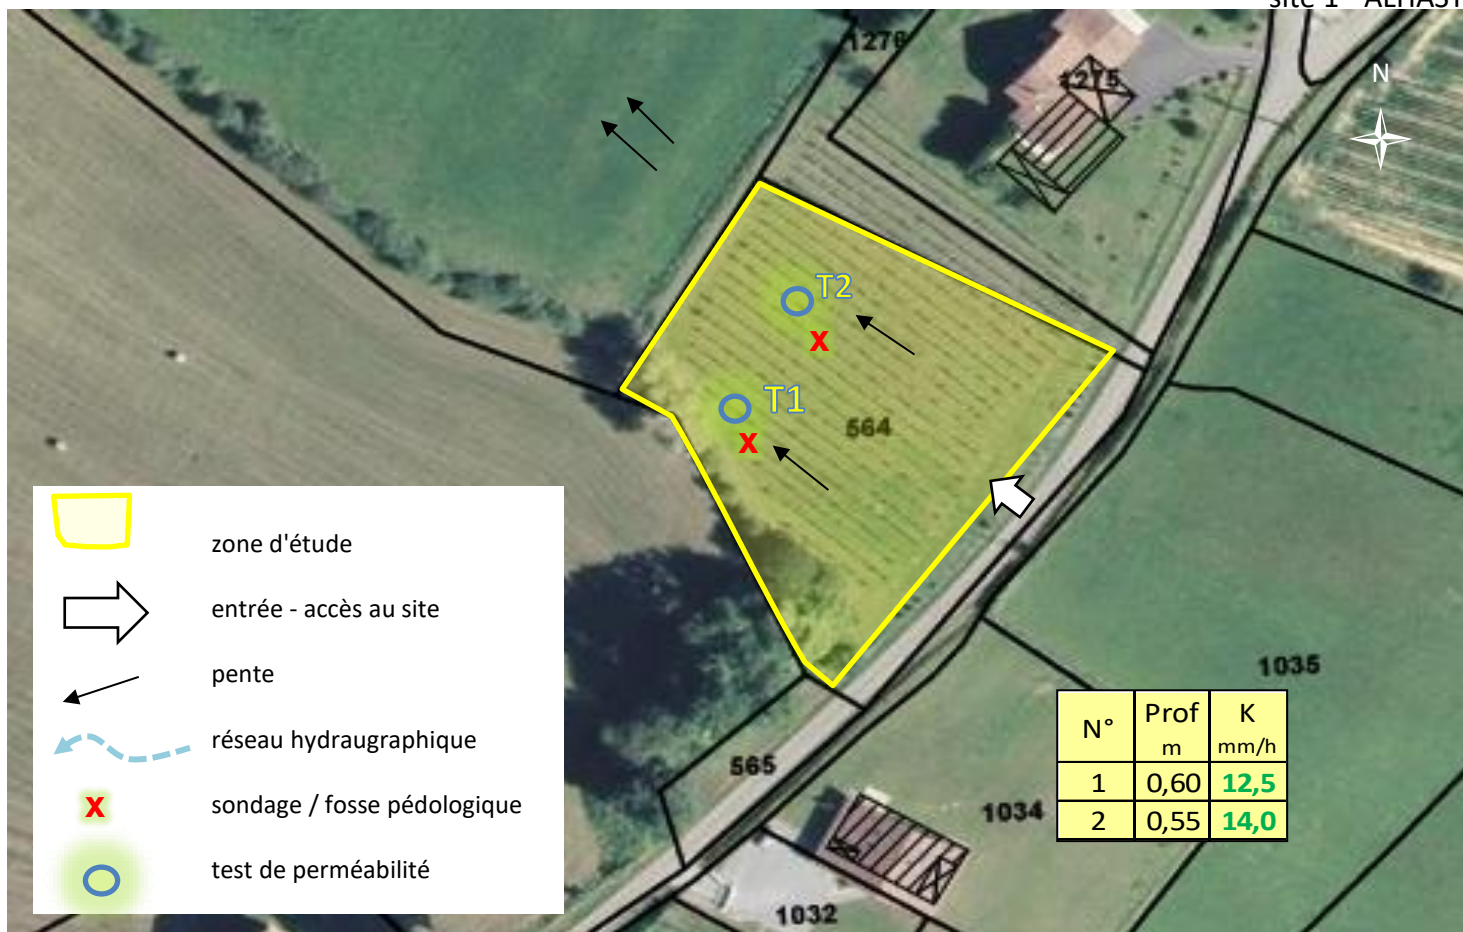 1276
1275
N
T2
T1
564
zone d'étude
entrée - accès au site
pente
réseau hydraugraphique
sondage / fosse pédologique
test de perméabilité
1035
565
1034
1032
N° Prof m K mm/h
1 0,60 12,5
2 0,55 14,0